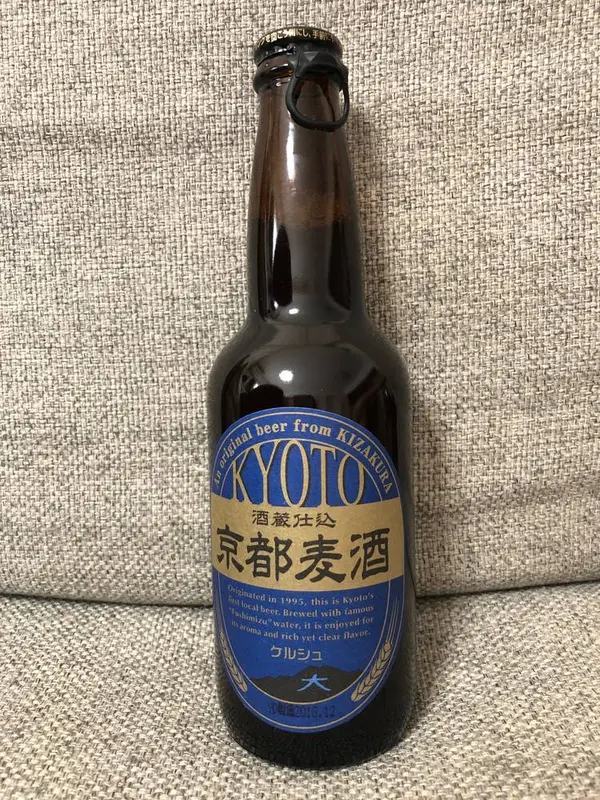 An original beer from KIZAKURA
KYOTO
酒蔵仕込
京都麦酒
Originated in 1995, this is Kyoto's
first local beer. Brewed with famous
"Fushimizu" water, it is enjoyed for
its aroma and rich yet clear flavor.
ケルシュ
大